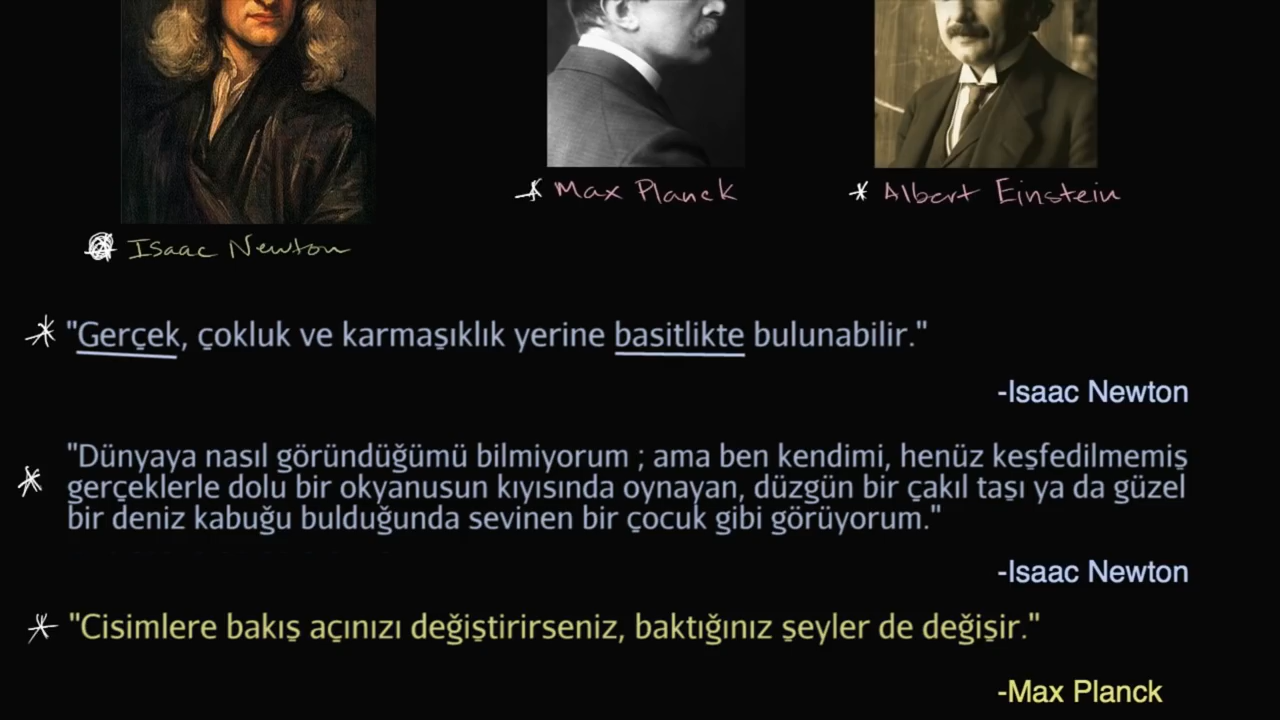 Max Planck
Albert Einstein
Isaac Newton
"Gerçek, çokluk ve karmaşıklık yerine basitlikte bulunabilir."
-Isaac Newton
"Dünyaya nasıl göründüğümü bilmiyorum ; ama ben kendimi, henüz keşfedilmemiş
gerçeklerle dolu bir okyanusun kıyısında oynayan, düzgün bir çakıl taşı ya da güzel
bir deniz kabuğu bulduğunda sevinen bir çocuk gibi görüyorum."
-Isaac Newton
"Cisimlere bakış açınızı değiştirirseniz, baktığınız şeyler de değişir."
-Max Planck